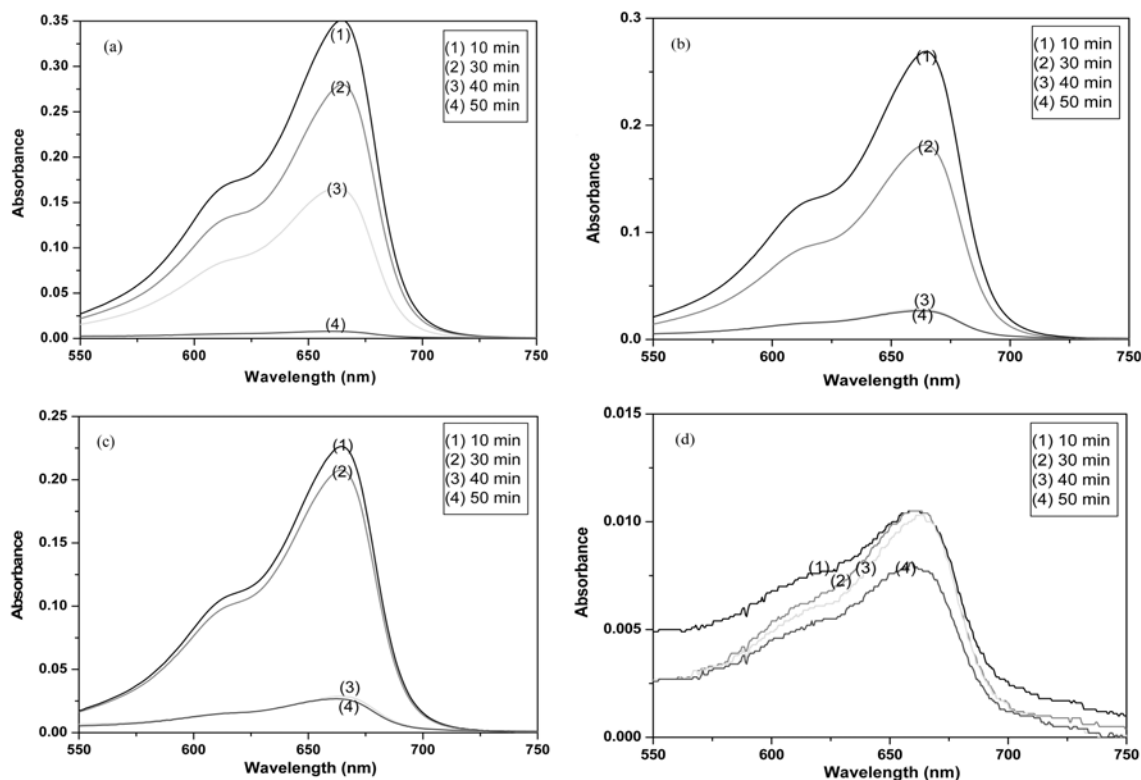 (a)
(1) 10 min
(2) 30 min
(3) 40 min
(4) 50 min
(1)
(2)
(3)
(4)
0.35
0.30
0.25
0.20
0.15
0.10
0.05
0.00
Absorbance
550 600 650 700 750
Wavelength (nm)
(b)
(1) 10 min
(2) 30 min
(3) 40 min
(4) 50 min
(1)
(2)
(3)
(4)
0.3
0.2
0.1
0.0
Absorbance
550 600 650 700 750
Wavelength (nm)
(c)
(1) 10 min
(2) 30 min
(3) 40 min
(4) 50 min
(1)
(2)
(3)
(4)
0.25
0.20
0.15
0.10
0.05
0.00
Absorbance
550 600 650 700 750
Wavelength (nm)
(d)
(1) 10 min
(2) 30 min
(3) 40 min
(4) 50 min
(1)
(2)
(3)
(4)
0.015
0.010
0.005
0.000
Absorbance
550 600 650 700 750
Wavelength (nm)